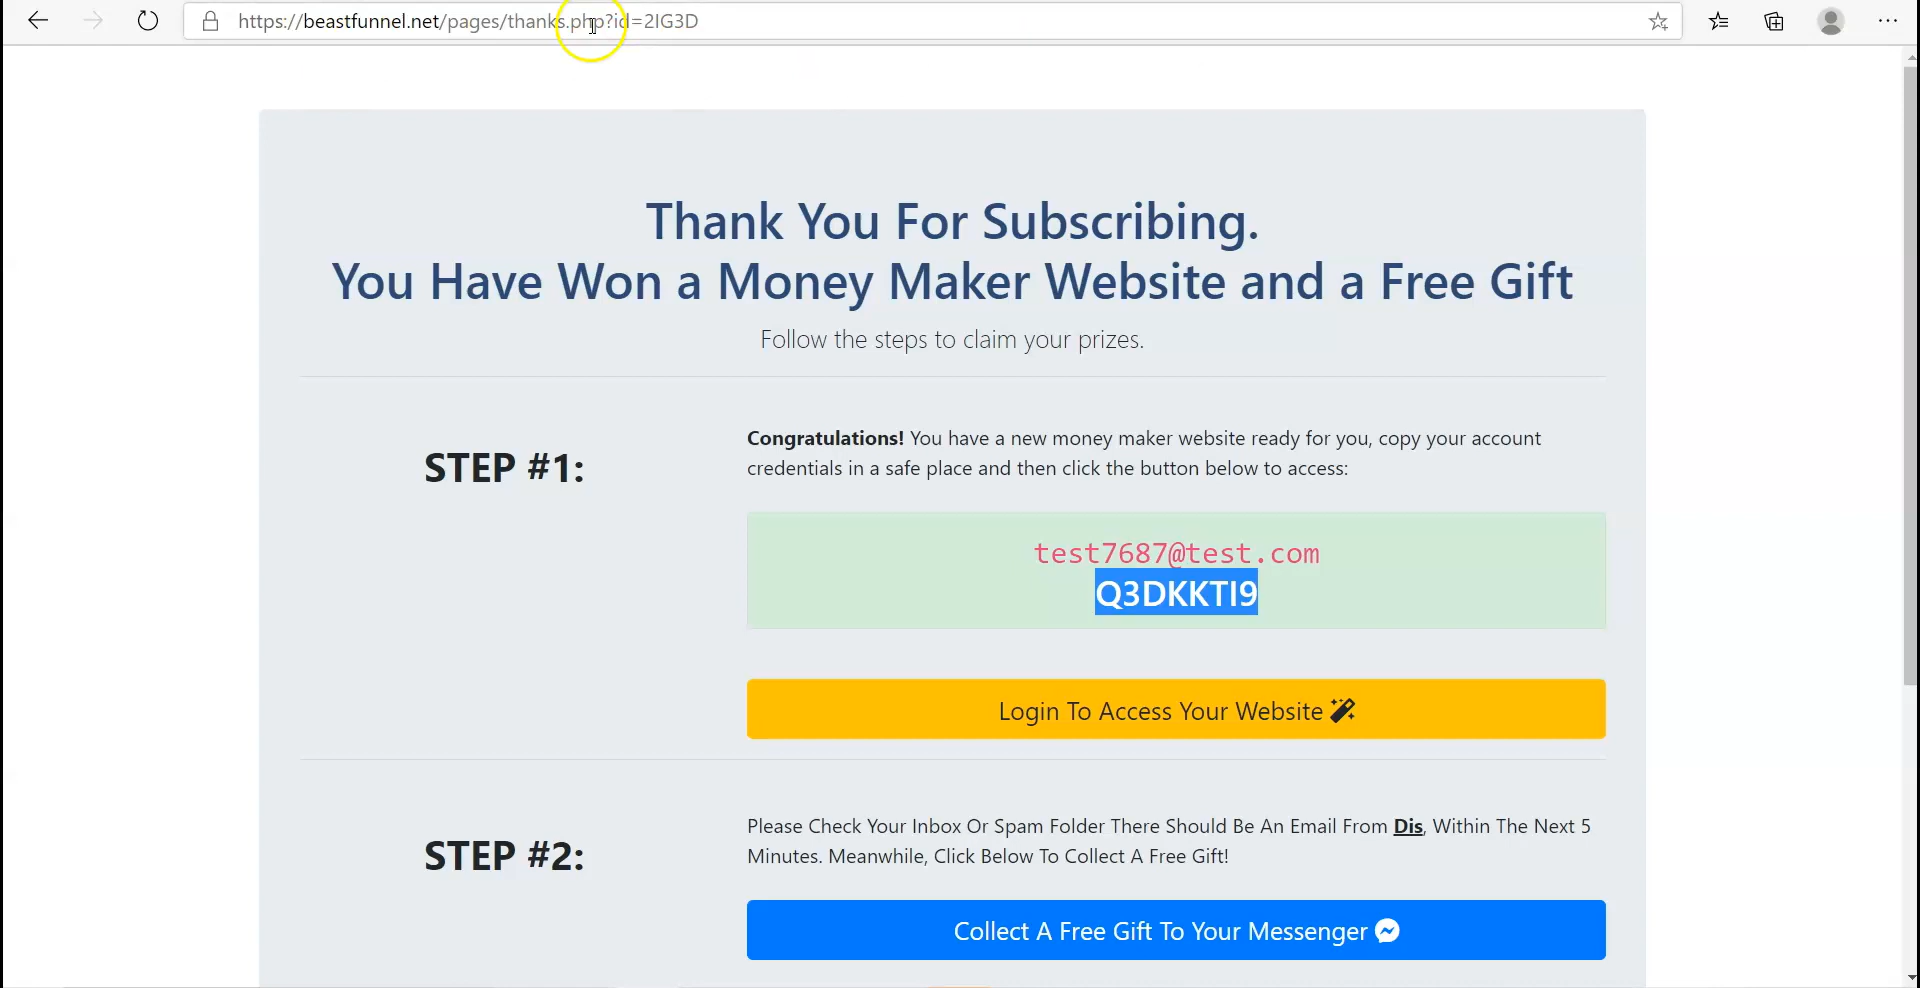 https://beastfunnel.net/pages/thanks.php?id=2IG3D
Thank You For Subscribing.
You Have Won a Money Maker Website and a Free Gift
Follow the steps to claim your prizes.
STEP #1:
Congratulations! You have a new money maker website ready for you, copy your account
credentials in a safe place and then click the button below to access:
test7687@test.com
Q3DKKTI9
Login To Access Your Website
STEP #2:
Please Check Your Inbox Or Spam Folder There Should Be An Email From Dis, Within The Next 5
Minutes. Meanwhile, Click Below To Collect A Free Gift!
Collect A Free Gift To Your Messenger